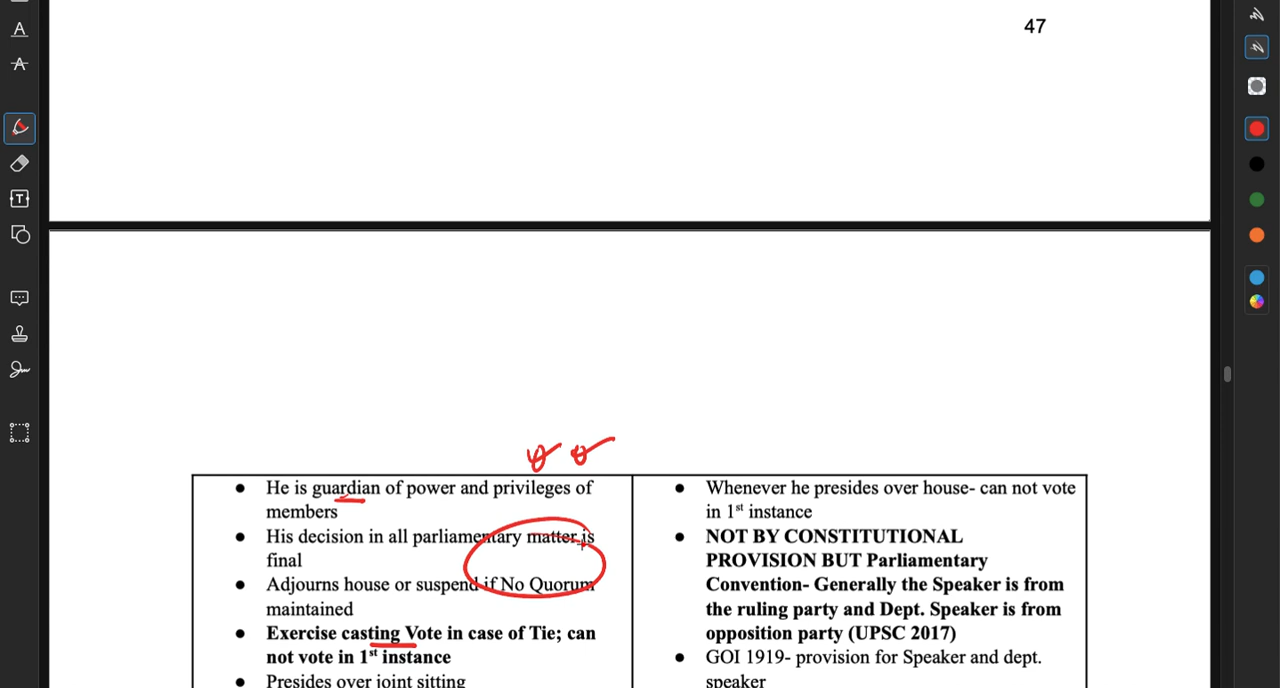 47
● He is guardian of power and privileges of
members
● His decision in all parliamentary matter is
final
● Adjourns house or suspend if No Quorum
maintained
● Exercise casting Vote in case of Tie; can
not vote in 1st instance
● Presides over joint sitting
● Whenever he presides over house- can not vote
in 1st instance
● NOT BY CONSTITUTIONAL
PROVISION BUT Parliamentary
Convention- Generally the Speaker is from
the ruling party and Dept. Speaker is from
opposition party (UPSC 2017)
● GOI 1919- provision for Speaker and dept.
speaker